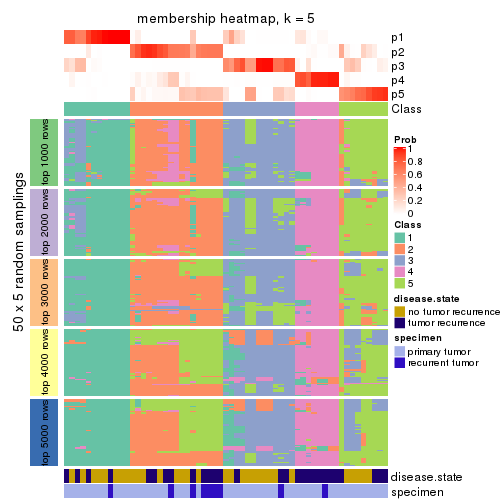 membership heatmap, k = 5
p1
p2
p3
p4
p5
Class
50 x 5 random samplings
top 1000 rows
top 2000 rows
top 3000 rows
top 4000 rows
top 5000 rows
Prob
1
0.8
0.6
0.4
0.2
0
Class
1
2
3
4
5
disease.state
no tumor recurrence
tumor recurrence
specimen
primary tumor
recurrent tumor
disease.state
specimen